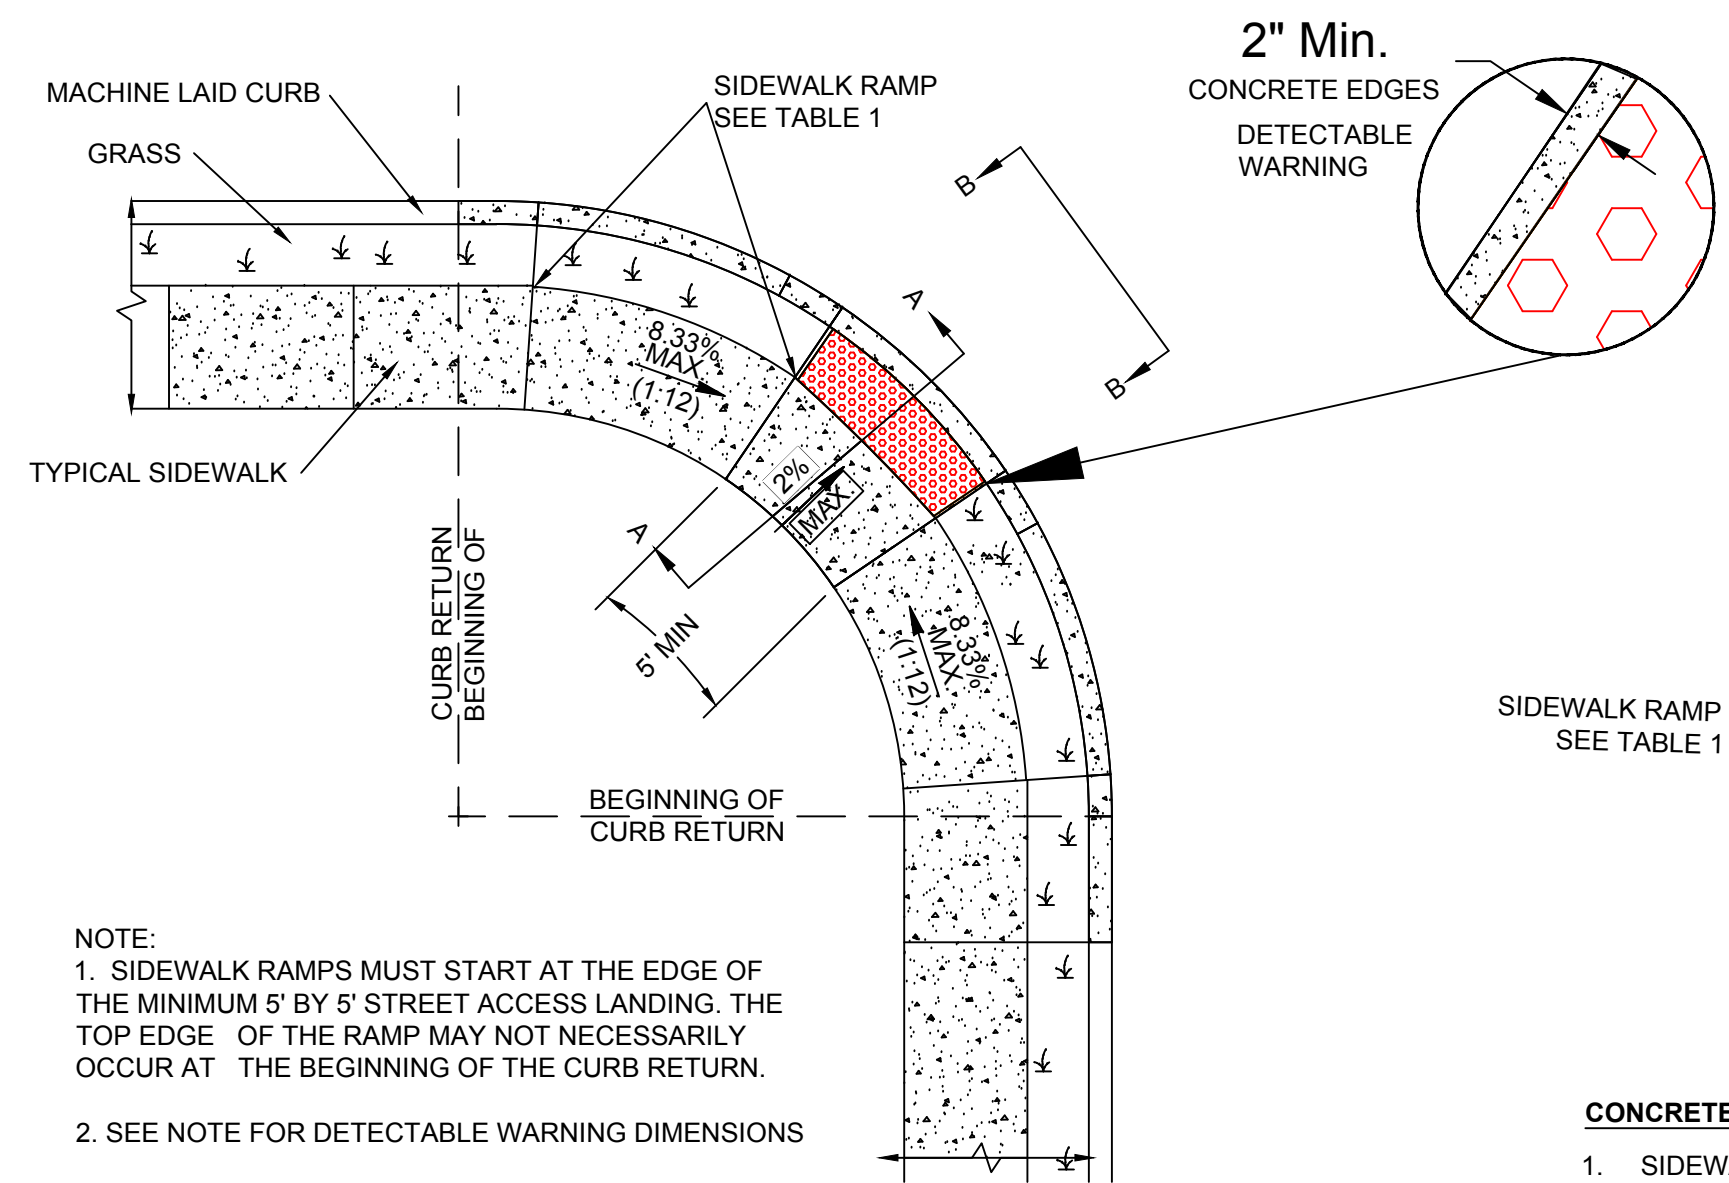 2" Min.
CONCRETE EDGES
DETECTABLE
WARNING
MACHINE LAID CURB
GRASS
SIDEWALK RAMP
SEE TABLE 1
B
B
A
8.33%
MAX
(1:12)
TYPICAL SIDEWALK
2%
MAX
A
5' MIN
CURB RETURN
BEGINNING OF
8.33%
MAX
(1:12)
BEGINNING OF
CURB RETURN
SIDEWALK RAMP
SEE TABLE 1
NOTE:
1. SIDEWALK RAMPS MUST START AT THE EDGE OF
THE MINIMUM 5' BY 5' STREET ACCESS LANDING. THE
TOP EDGE OF THE RAMP MAY NOT NECESSARILY
OCCUR AT THE BEGINNING OF THE CURB RETURN.
2. SEE NOTE FOR DETECTABLE WARNING DIMENSIONS
CONCRETE
1.